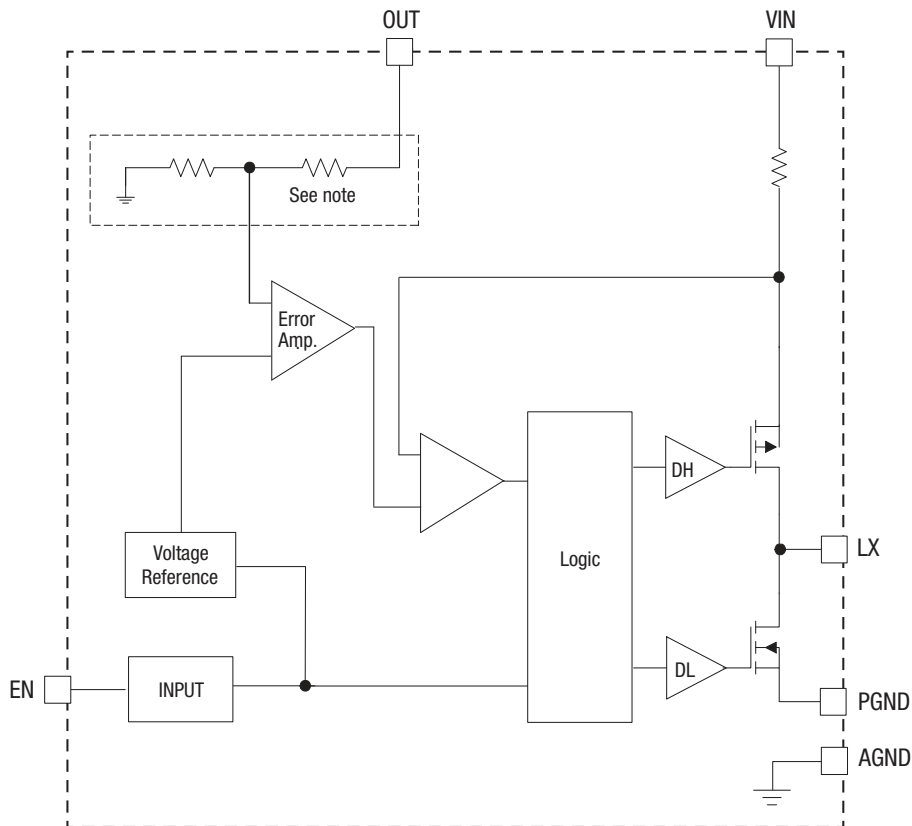 OUT
VIN
See note
Error
Amp.
DH
Logic
LX
Voltage
Reference
DL
EN
INPUT
PGND
AGND